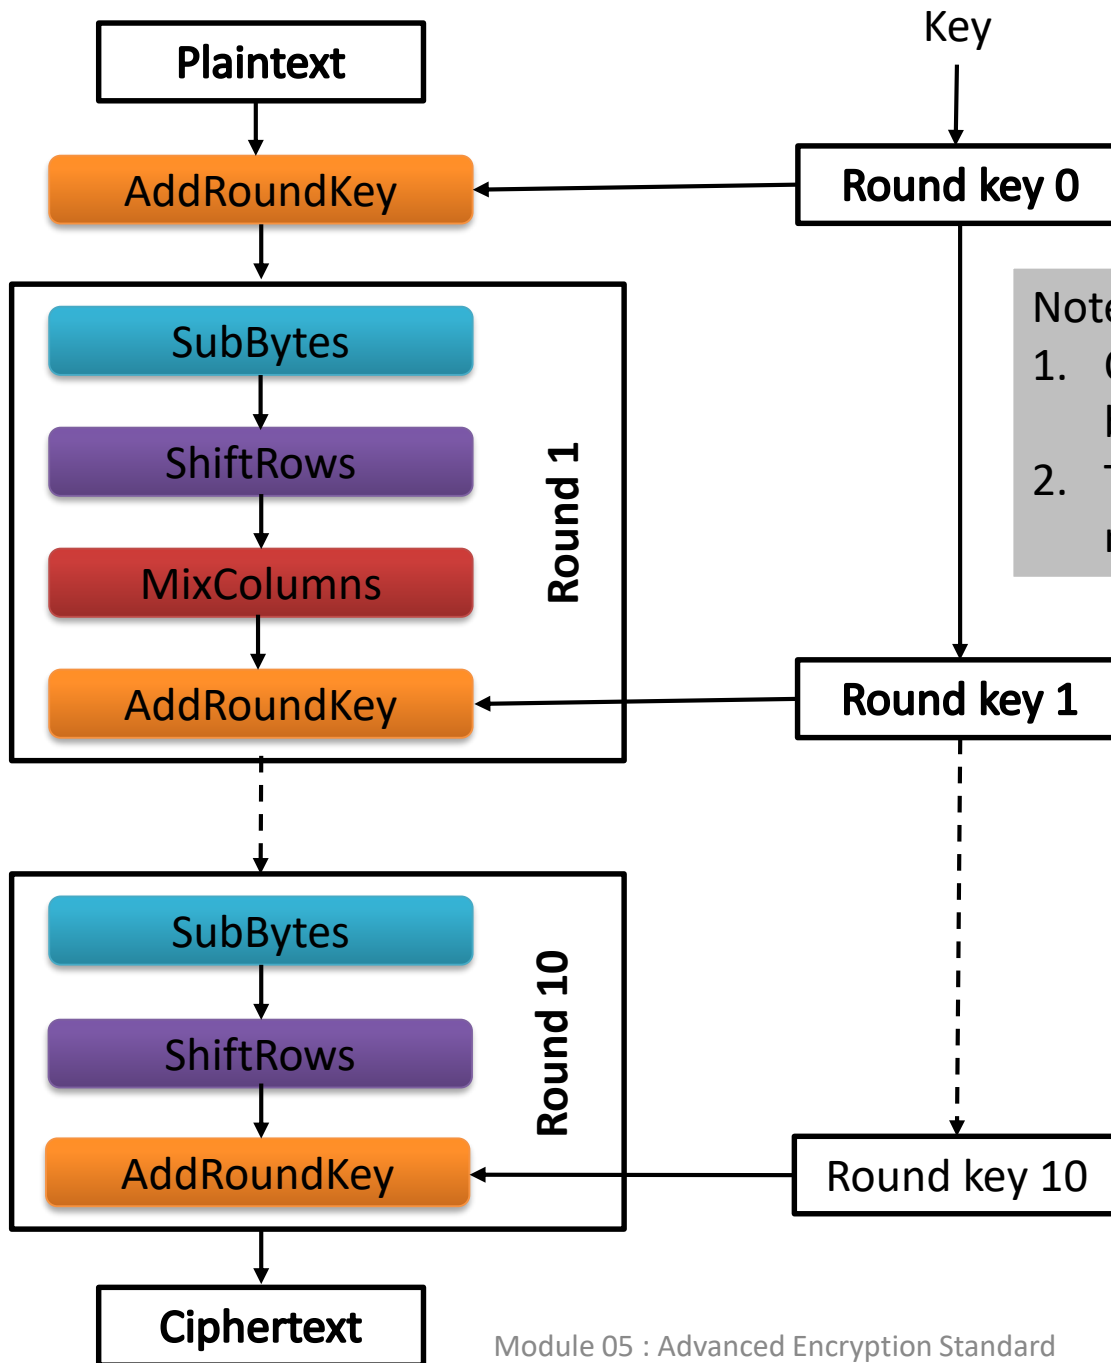 Plaintext
AddRoundKey
SubBytes
ShiftRows
MixColumns
AddRoundKey
Round 1
SubBytes
ShiftRows
AddRoundKey
Round 10
Ciphertext
Key
Round key 0
Note
1.
2.
Round key 1
Round key 10
Module 05 : Advanced Encryption Standard